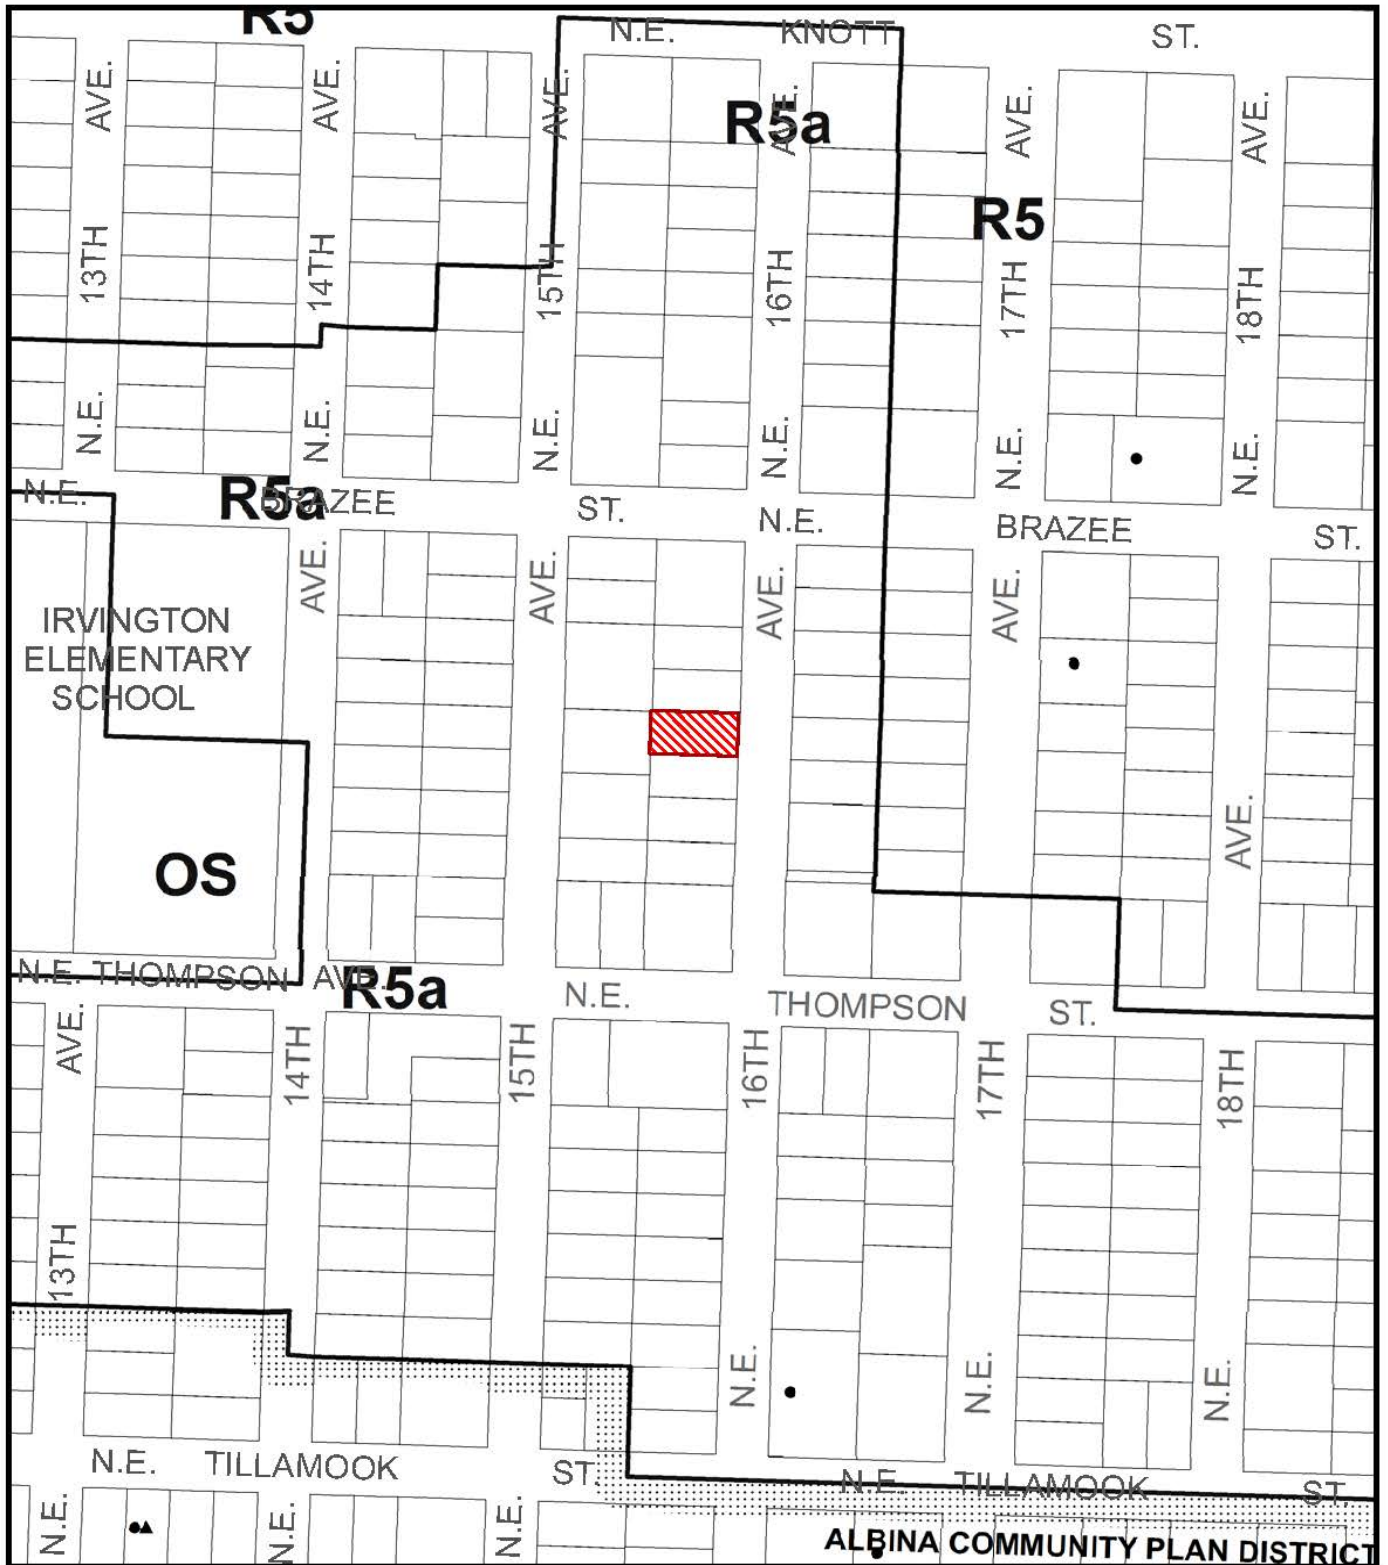 R5
N.E. KNOTT ST.
AVE.
AVE.
AVE.
AVE.
AVE.
AVE.
R5a
R5
13TH
14TH
15TH
16TH
17TH
18TH
N.E.
N.E.
N.E.
N.E.
N.E.
N.E.
N.E. BRAZEE ST. N.E. BRAZEE ST.
R5a
AVE.
AVE.
AVE.
AVE.
IRVINGTON
ELEMENTARY
SCHOOL
AVE.
OS
N.E. THOMPSON AVE.
R5a
N.E. THOMPSON ST.
AVE.
14TH
15TH
16TH
17TH
18TH
13TH
N.E.
N.E.
N.E.
N.E. TILLAMOOK ST. N.E. TILLAMOOK ST.
N.E.
N.E.
N.E.
ALBINA COMMUNITY PLAN DISTRICT